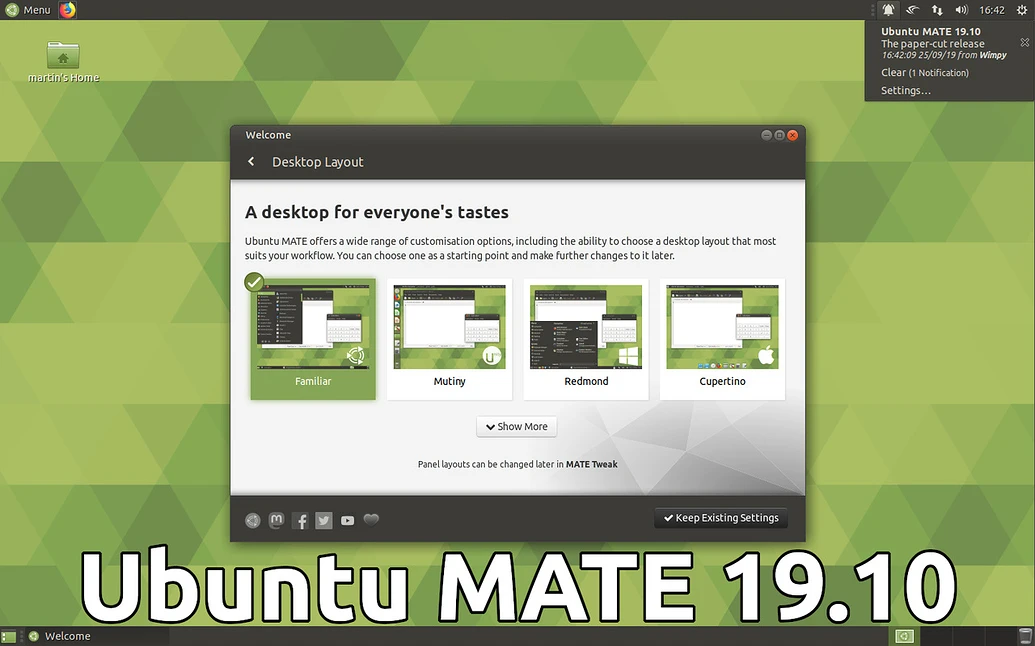 Menu
16:42
Ubuntu MATE 19.10
The paper-cut release
16:42:09 25/09/19 from Wimpy
Clear (1 Notification)
Settings…
martin's Home
Welcome
Desktop Layout
A desktop for everyone's tastes
Ubuntu MATE offers a wide range of customisation options, including the ability to choose a desktop layout that most
suits your workflow. You can choose one as a starting point and make further changes to it later.
Familiar
Mutiny
Redmond
Cupertino
Show More
Panel layouts can be changed later in MATE Tweak
Keep Existing Settings
Ubuntu MATE 19.10
Welcome